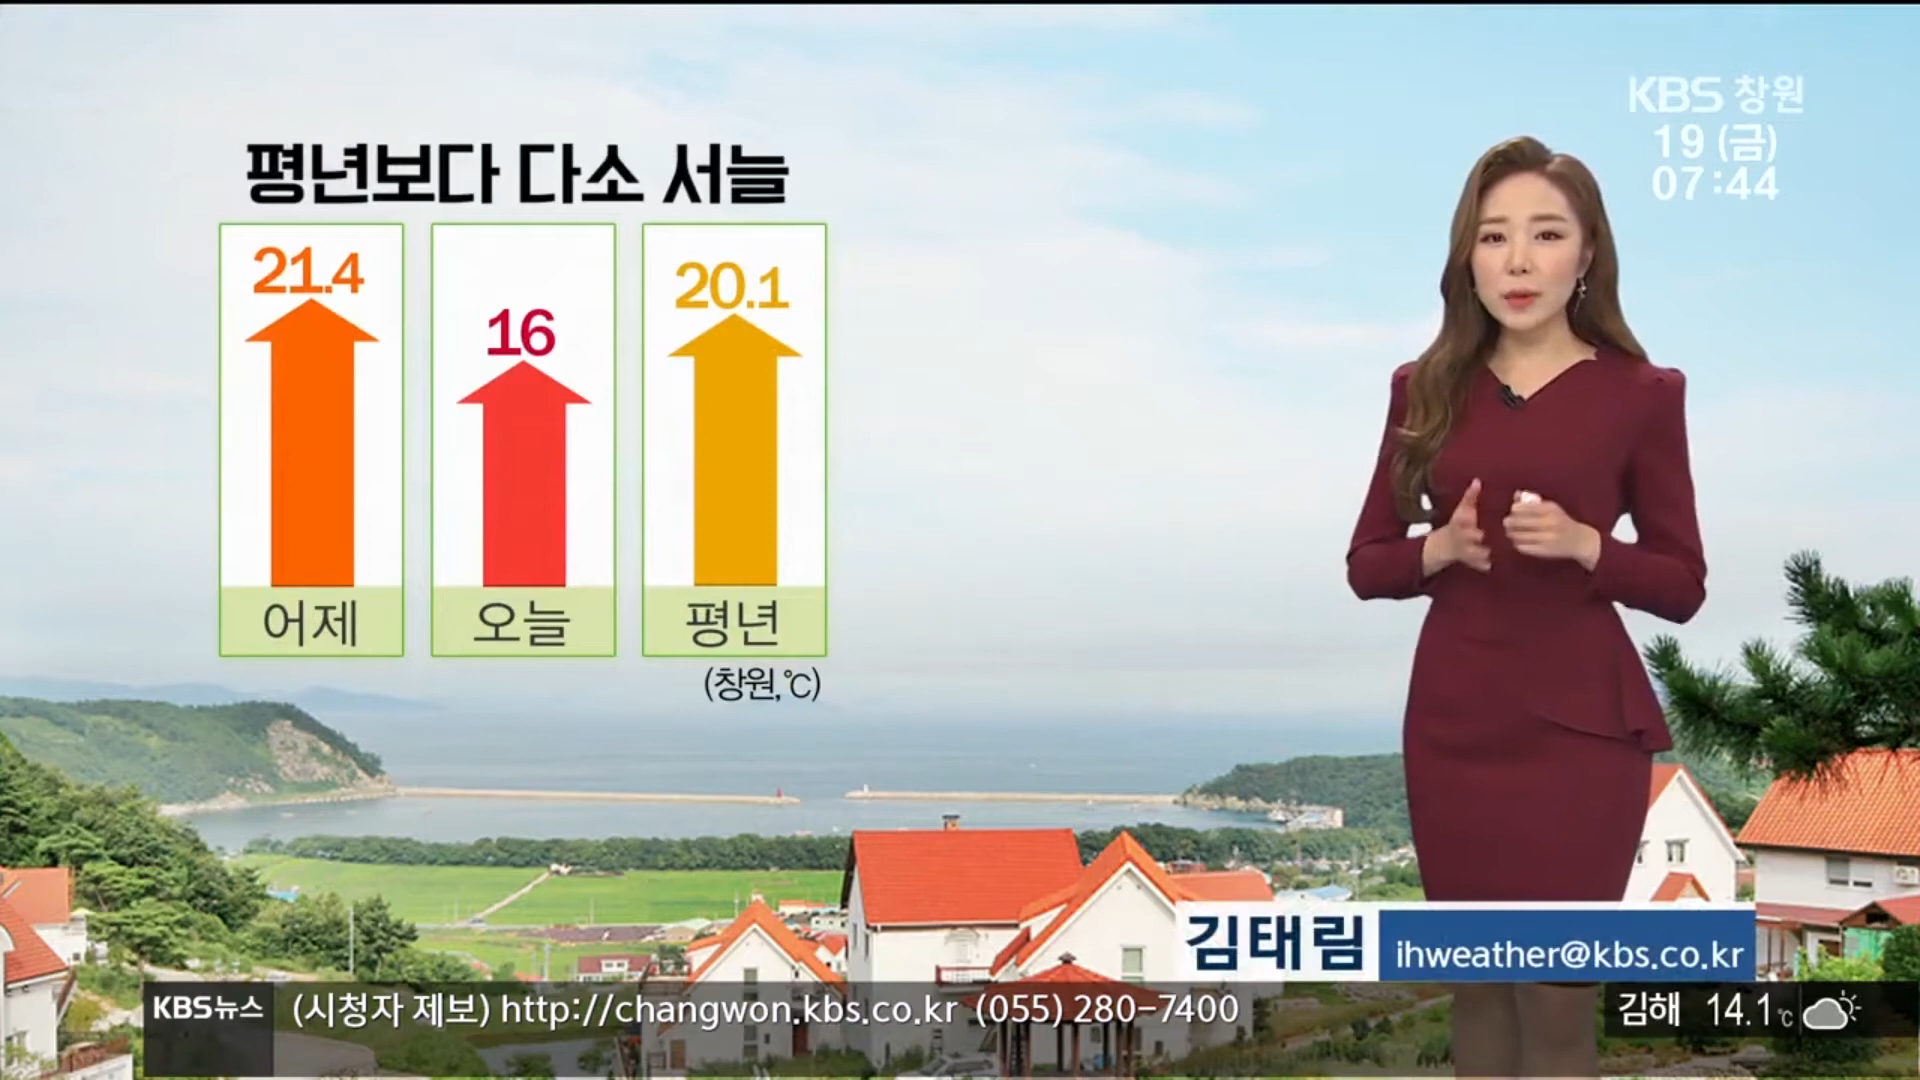 KBS 창원
19 (금)
07:44
평년보다 다소 서늘
21.4
16
20.1
어제
오늘
평년
(창원,℃)
김태림
ihweather@kbs.co.kr
KBS뉴스
(시청자 제보) http://changwon.kbs.co.kr (055) 280-7400
김해 14.1℃